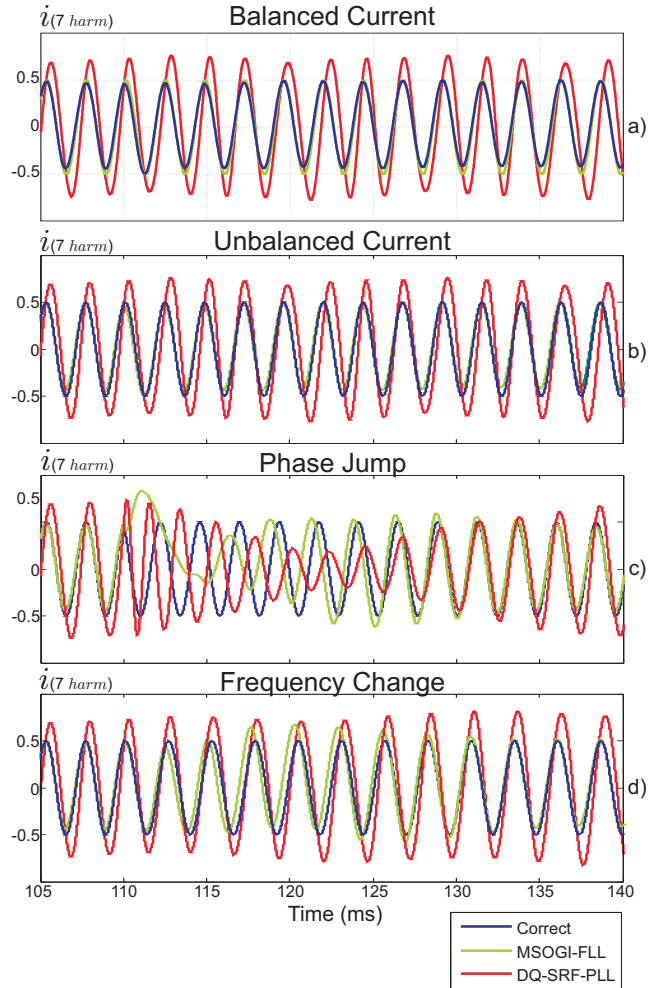 i(7 harm) Balanced Current
0.5
0
-0.5
a)
i(7 harm) Unbalanced Current
0.5
0
-0.5
b)
i(7 harm) Phase Jump
0.5
0
-0.5
c)
i(7 harm) Frequency Change
0.5
0
-0.5
d)
105 110 115 120 125 130 135 140
Time (ms)
Correct
MSOGI-FLL
DQ-SRF-PLL